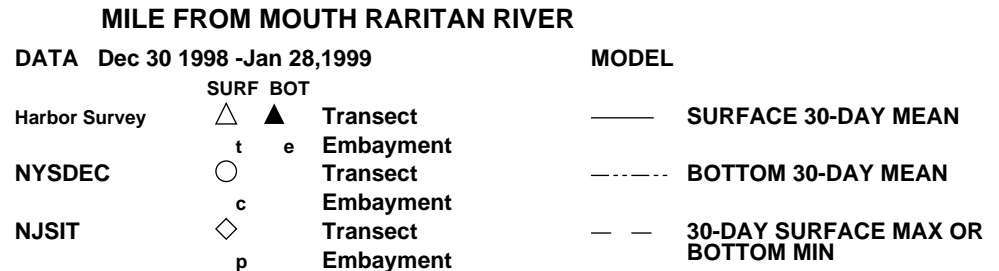 MILE FROM MOUTH RARITAN RIVER
DATA Dec 30 1998 -Jan 28,1999 MODEL
SURF BOT
Harbor Survey Transect SURFACE 30-DAY MEAN
t e Embayment
NYSDEC Transect BOTTOM 30-DAY MEAN
c Embayment
NJSIT Transect 30-DAY SURFACE MAX OR
BOTTOM MIN
p Embayment